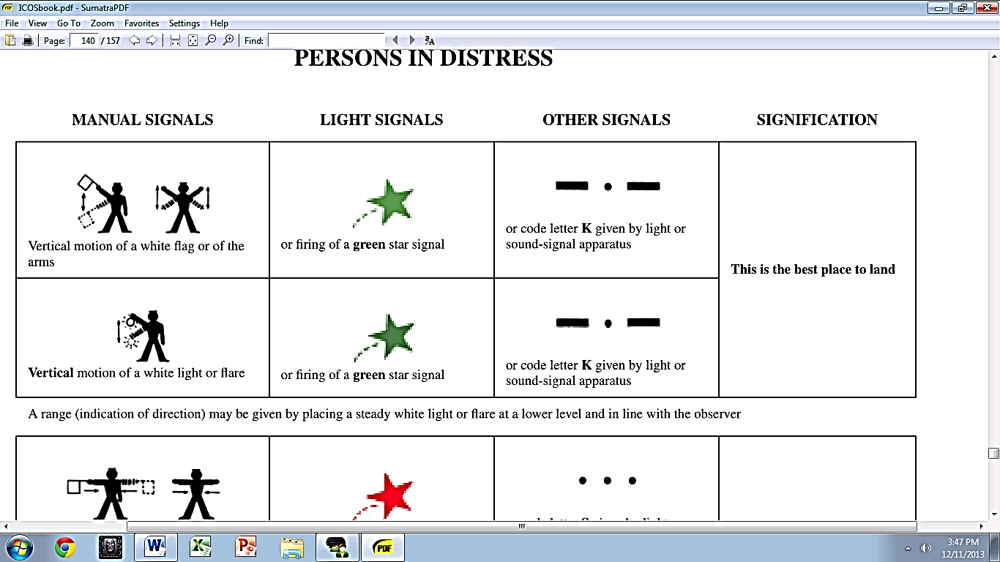 ICOSbook.pdf - SumatraPDF
File View Go To Zoom Favorites Settings Help
Page: 140 / 157 Find:
PERSONS IN DISTRESS
MANUAL SIGNALS LIGHT SIGNALS OTHER SIGNALS SIGNIFICATION
Vertical motion of a white flag or of the
arms
or firing of a green star signal
or code letter K given by light or
sound-signal apparatus
This is the best place to land
Vertical motion of a white light or flare
or firing of a green star signal
or code letter K given by light or
sound-signal apparatus
A range (indication of direction) may be given by placing a steady white light or flare at a lower level and in line with the observer
PDF
3:47 PM
12/11/2013